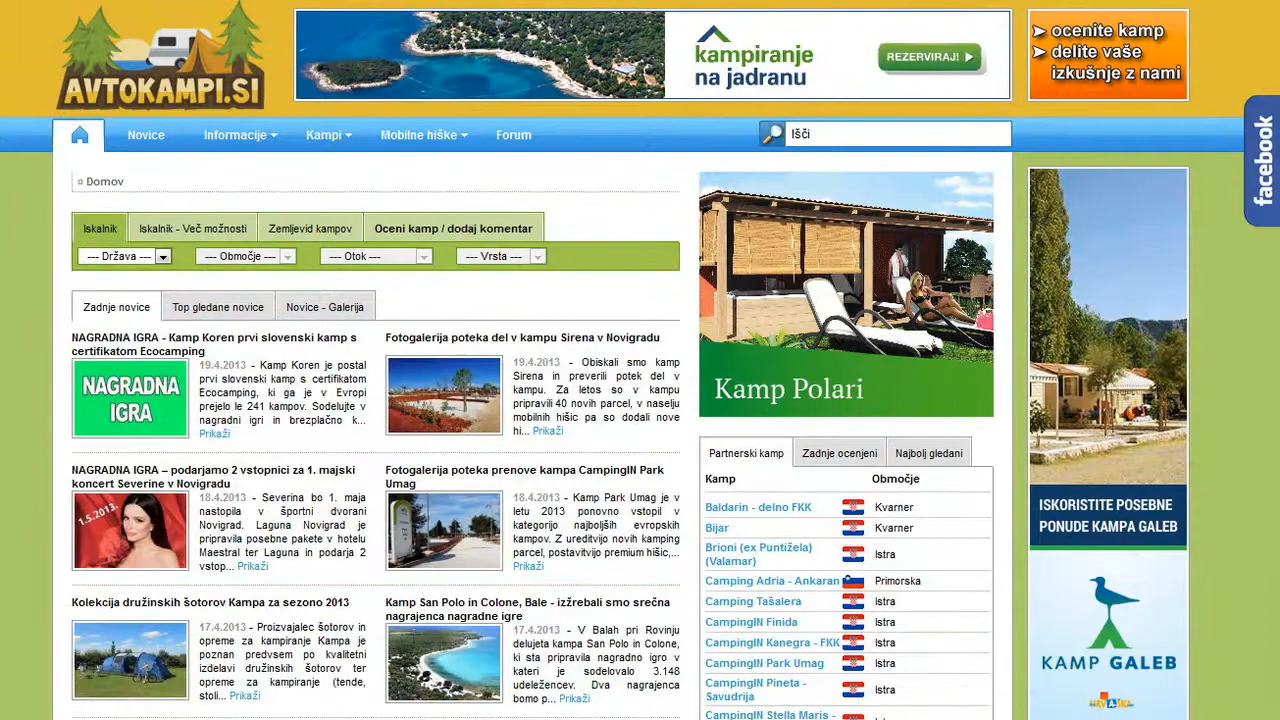 AVTOKAMPI.SI
kampiranje
na jadranu
REZERVIRAJ!
➤ ocenite kamp
➤ delite vaše
izkušnje z nami
facebook
Novice
Informacije
Kampi
Mobilne hiške
Forum
Išči
Domov
Iskalnik
Iskalnik - Več možnosti
Zemljevid kampov
Oceni kamp / dodaj komentar
--- Država ---
--- Območje ---
--- Otok ---
--- Vrsta ---
Zadnje novice
Top gledane novice
Novice - Galerija
NAGRADNA IGRA - Kamp Koren prvi slovenski kamp s
certifikatom Ecocamping
NAGRADNA
IGRA
19.4.2013 - Kamp Koren je postal
prvi slovenski kamp s certifikatom
Ecocamping, ki ga je v Evropi
prejelo le 241 kampov. Sodelujte v
nagradni igri in brezplačno k...
Prikaži
Fotogalerija poteka del v kampu Sirena v Novigradu
19.4.2013 - Obiskali smo kamp
Sirena in preverili potek del v
kampu. Za letos so v kampu
pripravili 40 novih parcel, v naselju
mobilnih hišic pa so dodali nove
hi... Prikaži
NAGRADNA IGRA – podarjamo 2 vstopnici za 1. majski
koncert Severine v Novigradu
1.5.2013.
18.4.2013 - Severina bo 1. maja
nastopila v športni dvorani
Novigrad. Laguna Novigrad je
pripravila posebne pakete v hotelu
Maestral ter Laguna in podarja 2
vstop... Prikaži
Fotogalerija poteka prenove kampa CampingIN Park
Umag
18.4.2013 - Kamp Park Umag je v
letu 2013 ponovno vstopil v
kategorijo najboljših evropskih
kampov. Z ureditvijo novih kamping
parcel, postavitvijo premium hišic,...
Prikaži
Kolekcija družinskih šotorov Kampa za sezono 2013
17.4.2013 - Proizvajalec šotorov in
opreme za kampiranje Kampa je
poznan predvsem po kvalitetni
izdelavi družinskih šotorov ter
opreme za kampiranje (tende,
stoli... Prikaži
Kamp San Polo in Colone, Bale - izžrebali smo srečna
nagrajenca nagradne igre
17.4.2013 - V Balah pri Rovinju
delujeta kampa San Polo in Colone,
ki sta pripravila nagradno igro v
kateri je sodelovalo 3.148
udeležencev. Dva nagrajenca
bomo p... Prikaži
Kamp Polari
Partnerski kamp
Zadnje ocenjeni
Najbolj gledani
Kamp Območje
Baldarin - delno FKK Kvarner
Bijar Kvarner
Brioni (ex Puntižela)
(Valamar) Istra
Camping Adria - Ankaran Primorska
Camping Tašalera Istra
CampingIN Finida Istra
CampingIN Kanegra - FKK Istra
CampingIN Park Umag Istra
CampingIN Pineta -
Savudrija Istra
CampingIN Stella Maris -
Istra
ISKORISTITE POSEBNE
PONUDE KAMPA GALEB
KAMP GALEB
HRVAJSKA